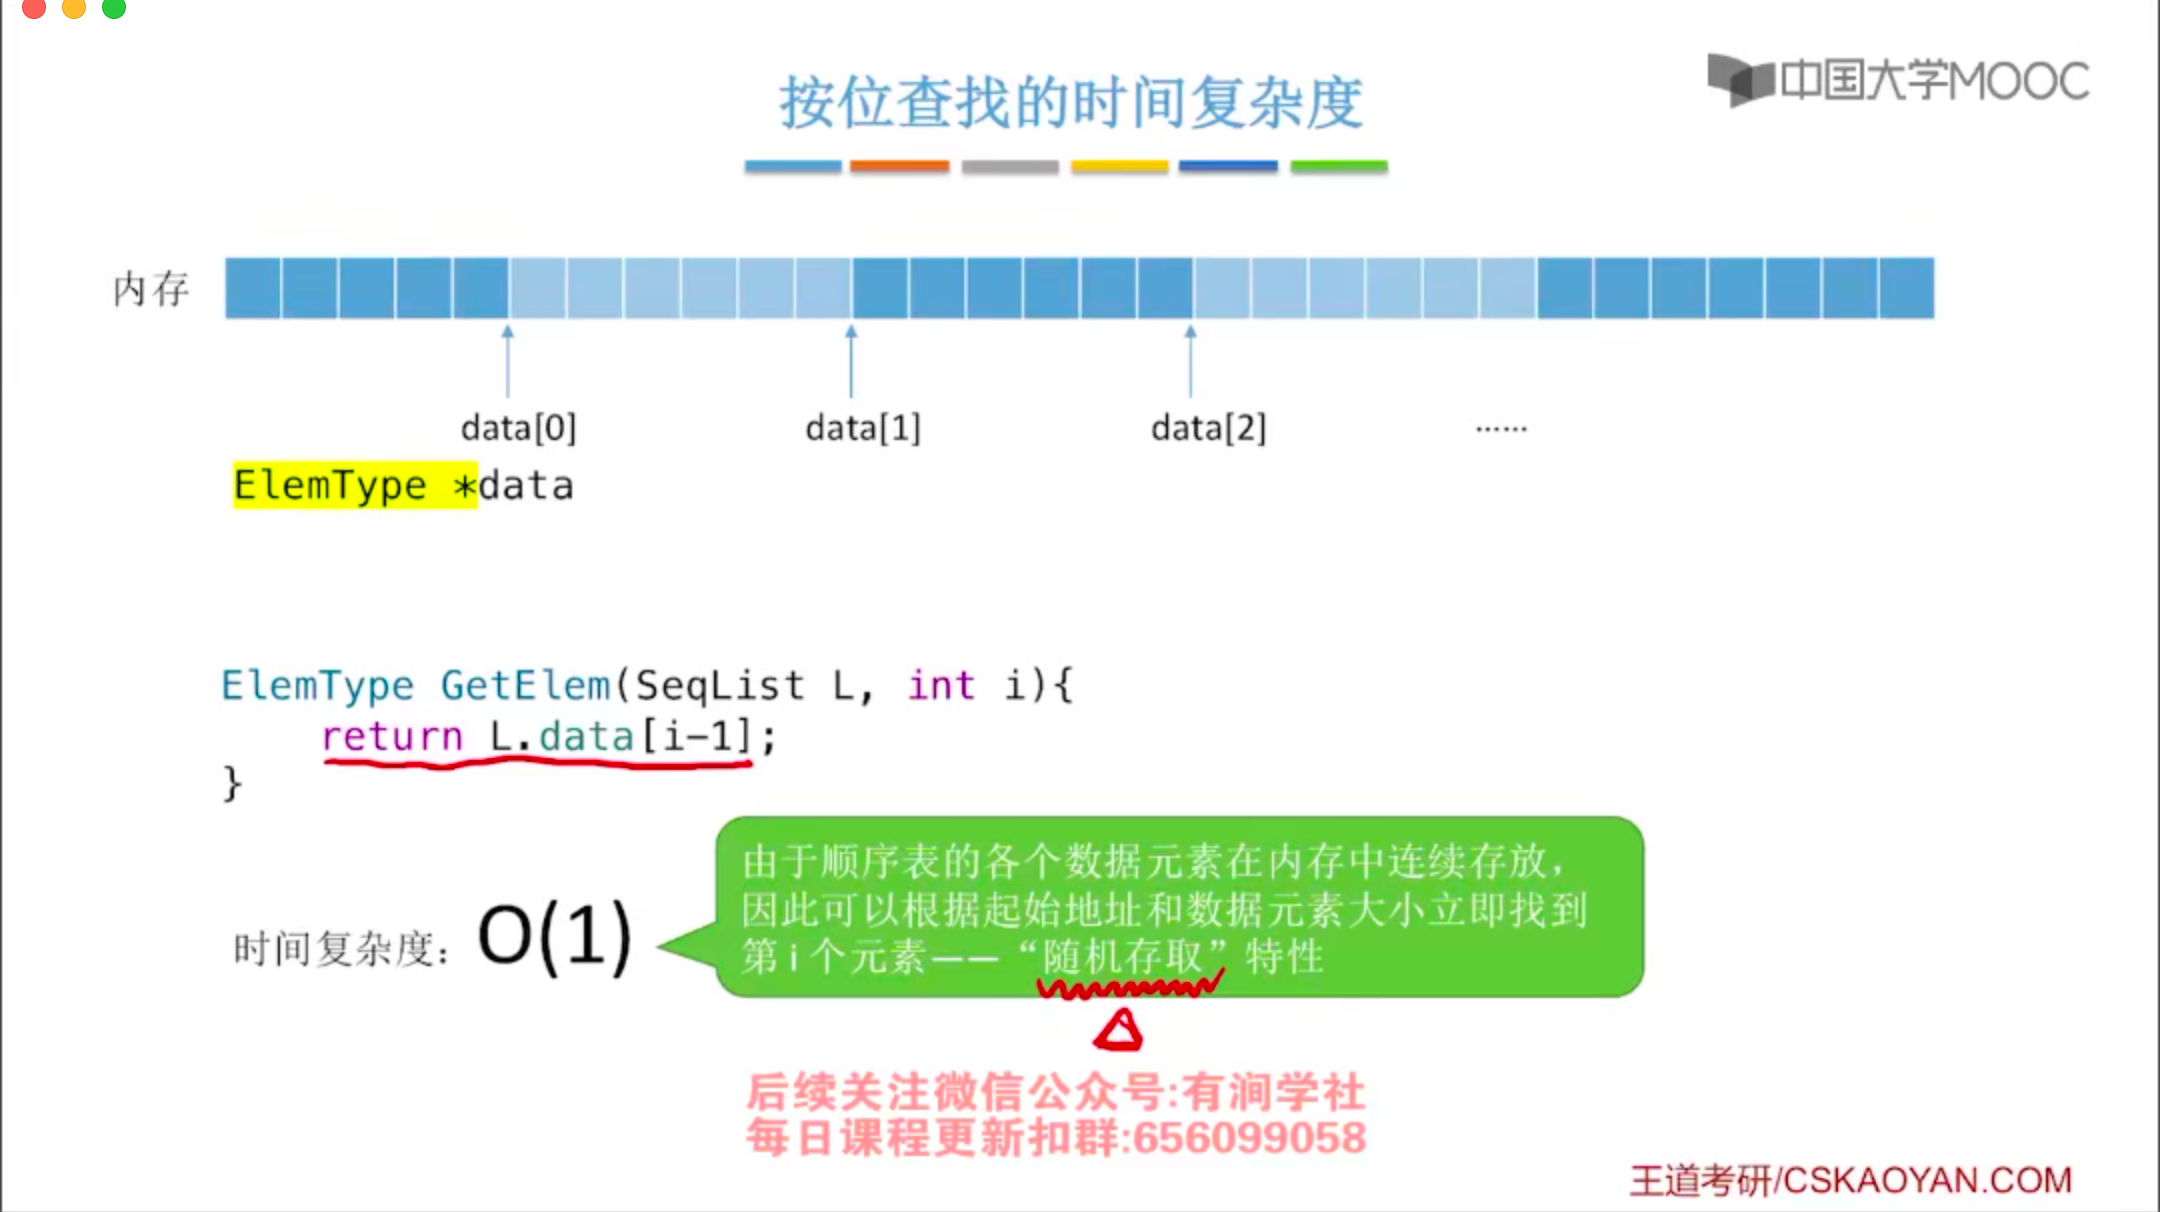 中国大学MOOC
按位查找的时间复杂度
内存
data[0] data[1] data[2] ……
ElemType *data
ElemType GetElem(SeqList L, int i){
return L.data[i-1];
}
由于顺序表的各个数据元素在内存中连续存放，
因此可以根据起始地址和数据元素大小立即找到
第 i 个元素——“随机存取”特性
时间复杂度：O(1)
后续关注微信公众号:有涧学社
每日课程更新扣群:656099058
王道考研/CSKAOYAN.COM